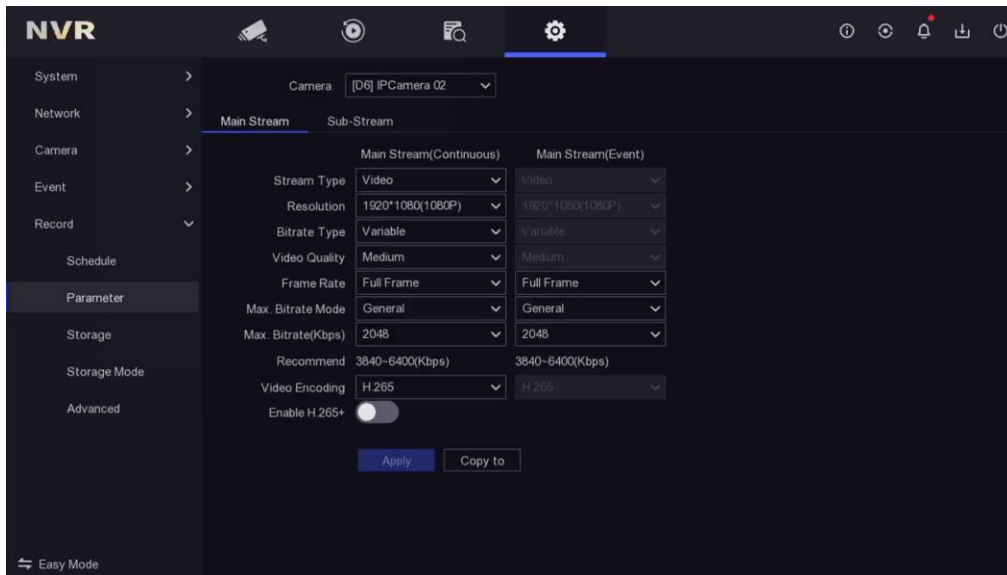 NVR
System
Camera [D6] IPCamera 02
Network
Main Stream Sub-Stream
Camera
Main Stream(Continuous) Main Stream(Event)
Event
Stream Type Video Video
Resolution 1920*1080(1080P) 1920*1080(1080P)
Record
Bitrate Type Variable Variable
Schedule
Video Quality Medium Medium
Frame Rate Full Frame Full Frame
Parameter
Max. Bitrate Mode General General
Storage
Max. Bitrate(Kbps) 2048 2048
Recommend 3840~6400(Kbps) 3840~6400(Kbps)
Storage Mode
Video Encoding H.265 H.265
Advanced
Enable H.265+
Apply Copy to
Easy Mode